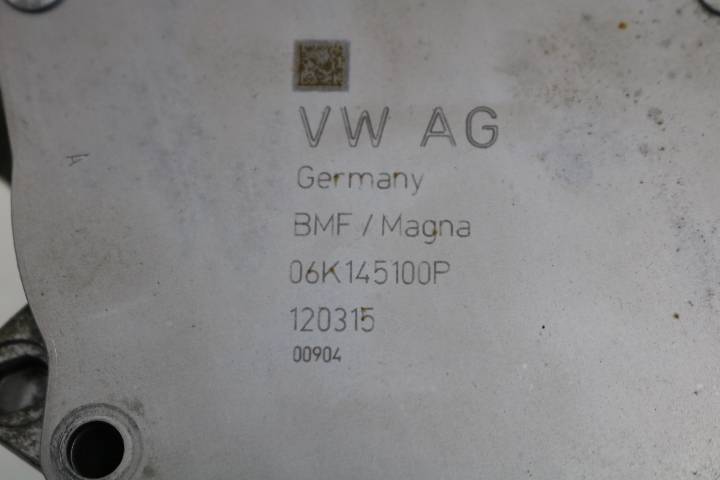 VW AG
Germany
BMF / Magna
06K145100P
120315
00904